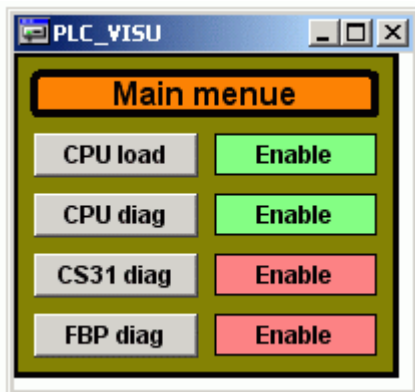 PLC_VISU
Main menue
CPU load Enable
CPU diag Enable
CS31 diag Enable
FBP diag Enable